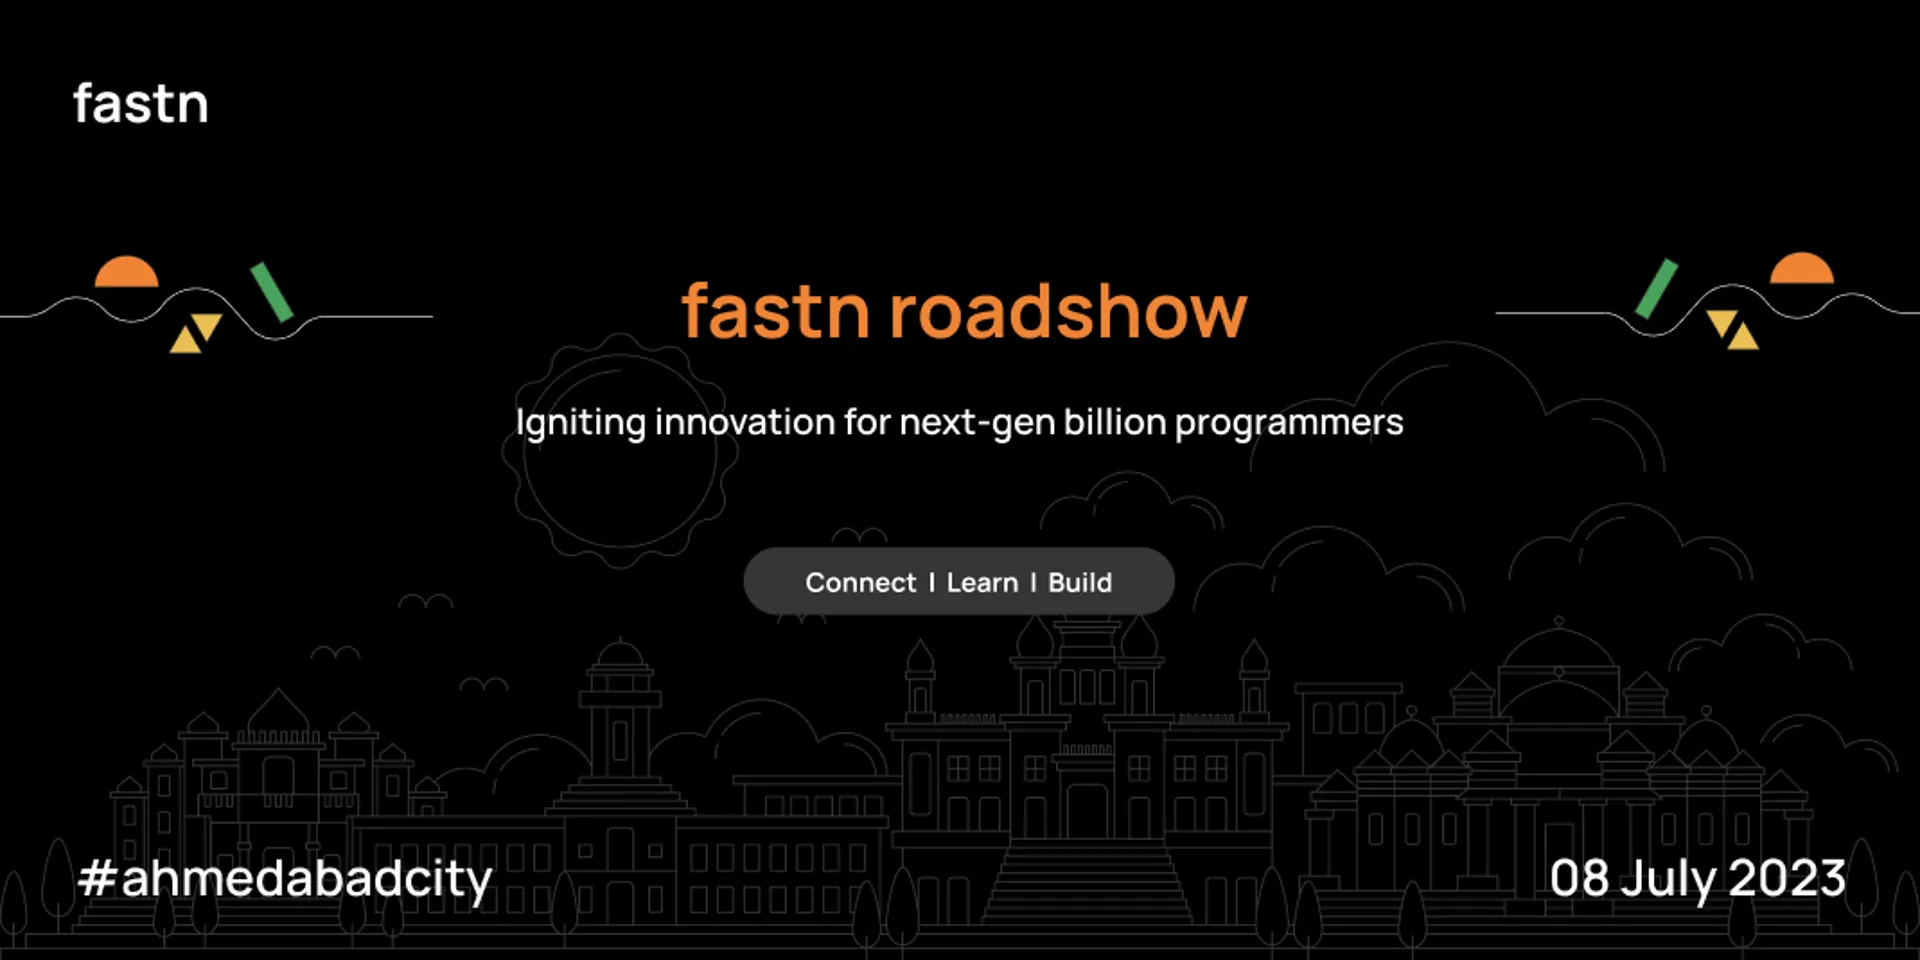 fastn
fastn roadshow
Igniting innovation for next-gen billion programmers
Connect | Learn | Build
#ahmedabadcity
08 July 2023